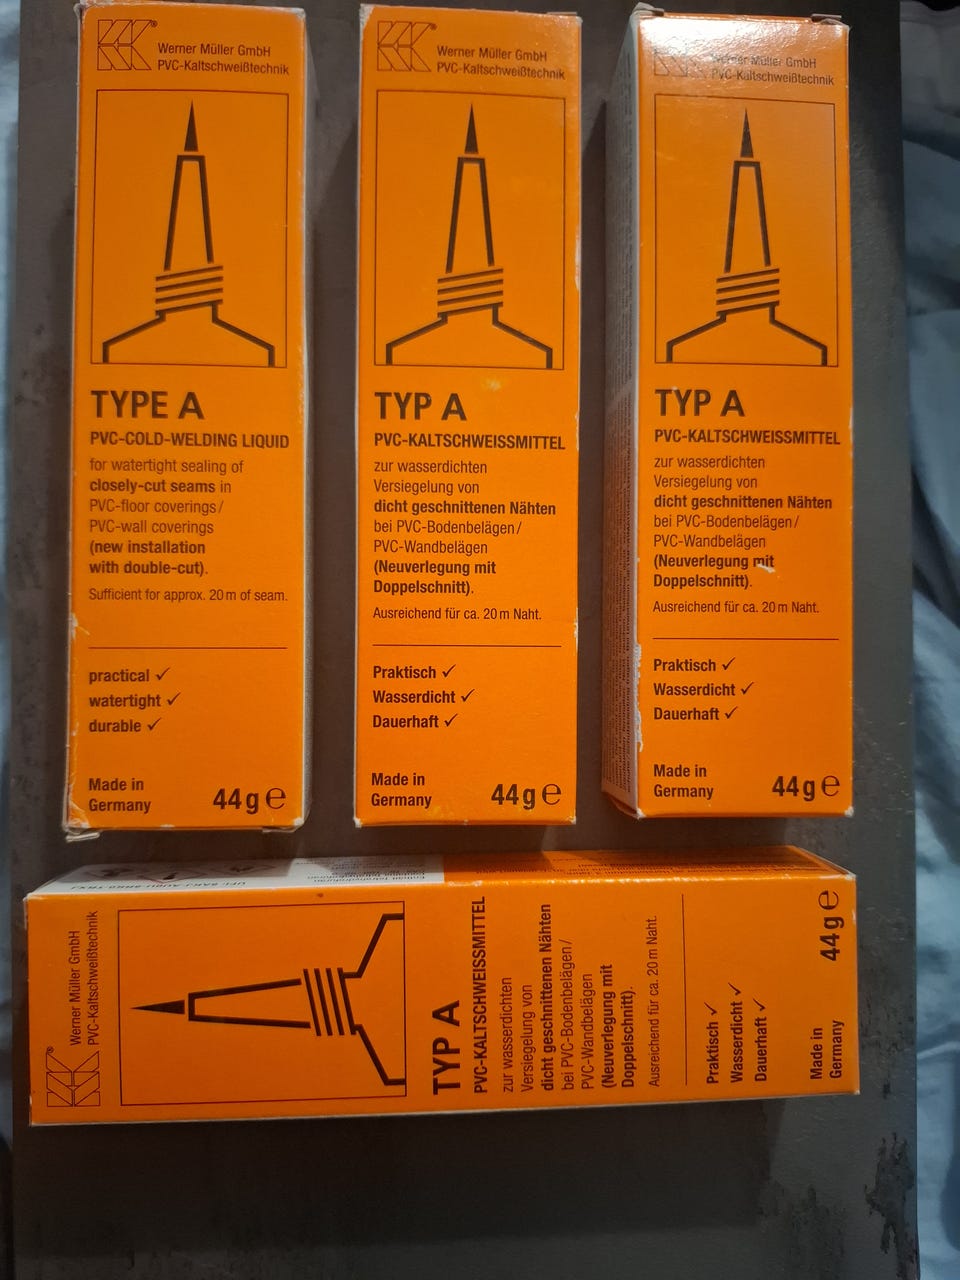 Werner Müller GmbH
PVC-Kaltschweißtechnik
TYPE A
PVC-COLD-WELDING LIQUID
for watertight sealing of
closely-cut seams in
PVC-floor coverings/
PVC-wall coverings
(new installation
with double-cut).
Sufficient for approx. 20 m of seam.
practical ✓
watertight ✓
durable ✓
Made in
Germany
44 g ℮
Werner Müller GmbH
PVC-Kaltschweißtechnik
TYP A
PVC-KALTSCHWEISSMITTEL
zur wasserdichten
Versiegelung von
dicht geschnittenen Nähten
bei PVC-Bodenbelägen/
PVC-Wandbelägen
(Neuverlegung mit
Doppelschnitt).
Ausreichend für ca. 20 m Naht.
Praktisch ✓
Wasserdicht ✓
Dauerhaft ✓
Made in
Germany
44 g ℮
Werner Müller GmbH
PVC-Kaltschweißtechnik
TYP A
PVC-KALTSCHWEISSMITTEL
zur wasserdichten
Versiegelung von
dicht geschnittenen Nähten
bei PVC-Bodenbelägen/
PVC-Wandbelägen
(Neuverlegung mit
Doppelschnitt).
Ausreichend für ca. 20 m Naht.
Praktisch ✓
Wasserdicht ✓
Dauerhaft ✓
Made in
Germany
44 g ℮
Werner Müller GmbH
PVC-Kaltschweißtechnik
TYP A
PVC-KALTSCHWEISSMITTEL
zur wasserdichten
Versiegelung von
dicht geschnittenen Nähten
bei PVC-Bodenbelägen/
PVC-Wandbelägen
(Neuverlegung mit
Doppelschnitt).
Ausreichend für ca. 20 m Naht.
Praktisch ✓
Wasserdicht ✓
Dauerhaft ✓
Made in
Germany
44 g ℮